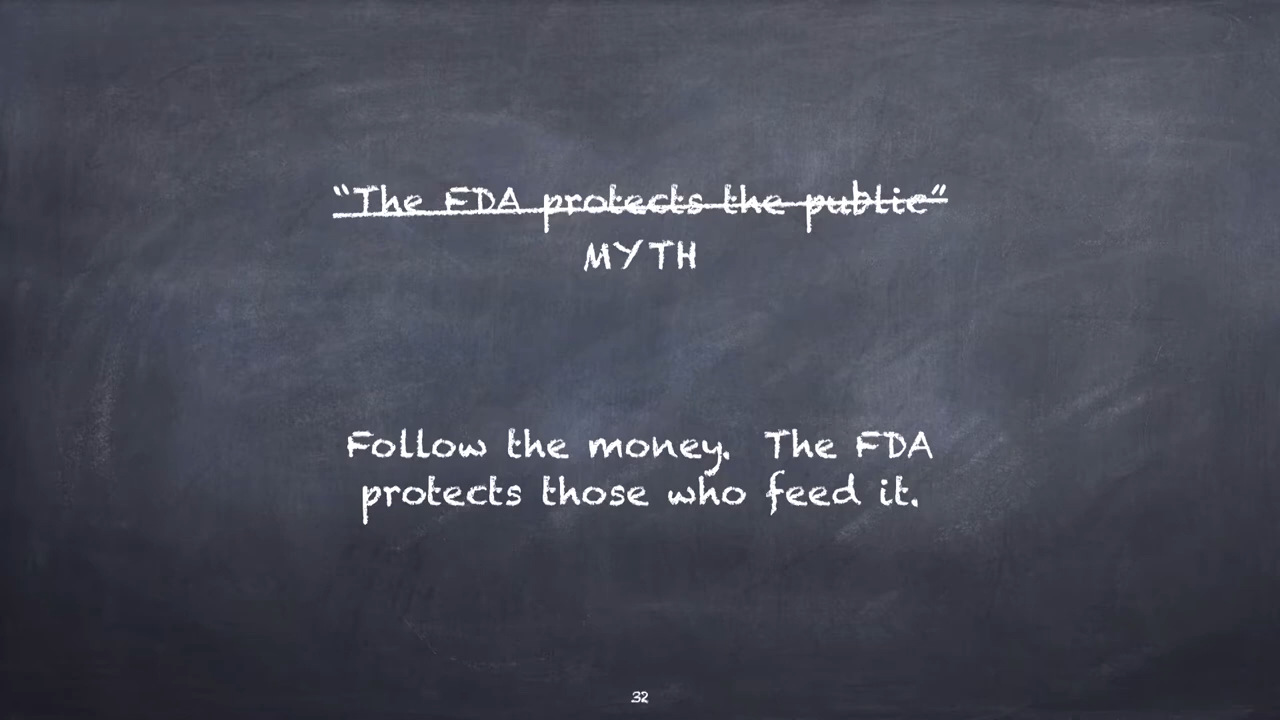 “The FDA protects the public”
MYTH
Follow the money.  The FDA
protects those who feed it.
32